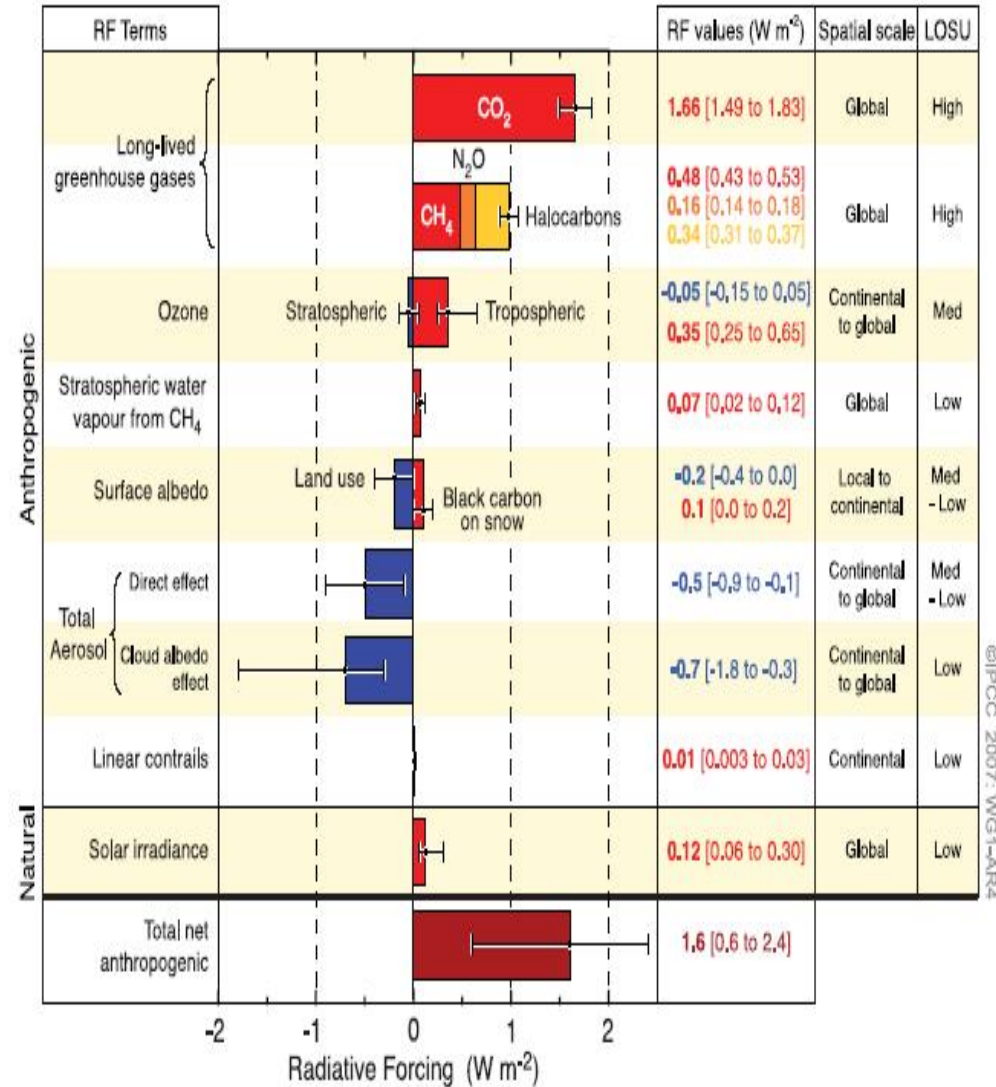 RF Terms
RF values (W m⁻²)
Spatial scale
LOSU
Anthropogenic
Long-lived
greenhouse gases
CO₂
1.66 [1.49 to 1.83]
Global
High
N₂O
CH₄
Halocarbons
0.48 [0.43 to 0.53]
0.16 [0.14 to 0.18]
0.34 [0.31 to 0.37]
Global
High
Ozone
Stratospheric
Tropospheric
-0.05 [-0.15 to 0.05]
0.35 [0.25 to 0.65]
Continental
to global
Med
Stratospheric water
vapour from CH₄
0.07 [0.02 to 0.12]
Global
Low
Surface albedo
Land use
Black carbon
on snow
-0.2 [-0.4 to 0.0]
0.1 [0.0 to 0.2]
Local to
continental
Med
- Low
Total
Aerosol
Direct effect
-0.5 [-0.9 to -0.1]
Continental
to global
Med
- Low
Cloud albedo
effect
-0.7 [-1.8 to -0.3]
Continental
to global
Low
Linear contrails
0.01 [0.003 to 0.03]
Continental
Low
Natural
Solar irradiance
0.12 [0.06 to 0.30]
Global
Low
Total net
anthropogenic
1.6 [0.6 to 2.4]
-2 -1 0 1 2
Radiative Forcing (W m⁻²)
©IPCC 2007: WG1-AR4